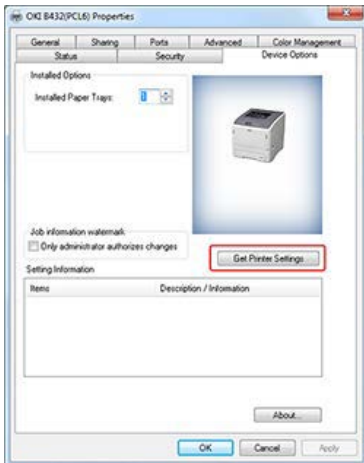 OKI B432(PCL6) Properties
General Sharing Ports Advanced Color Management
Status Security Device Options
Installed Options
Installed Paper Trays: 1
Job information watermark
Only administrator authorizes changes
Get Printer Settings
Setting Information
Items Description / Information
About...
OK Cancel Apply